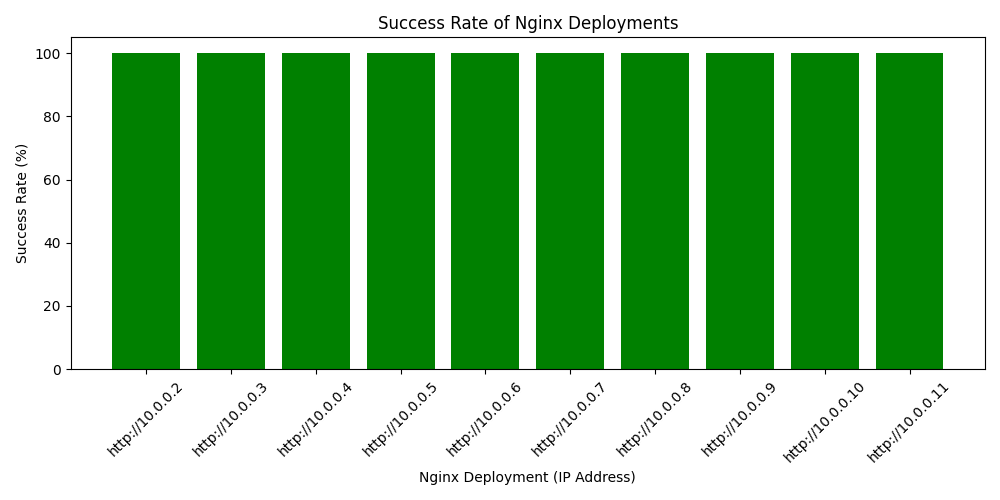 Success Rate of Nginx Deployments
Success Rate (%)
100
80
60
40
20
0
http://10.0.0.2
http://10.0.0.3
http://10.0.0.4
http://10.0.0.5
http://10.0.0.6
http://10.0.0.7
http://10.0.0.8
http://10.0.0.9
http://10.0.0.10
http://10.0.0.11
Nginx Deployment (IP Address)